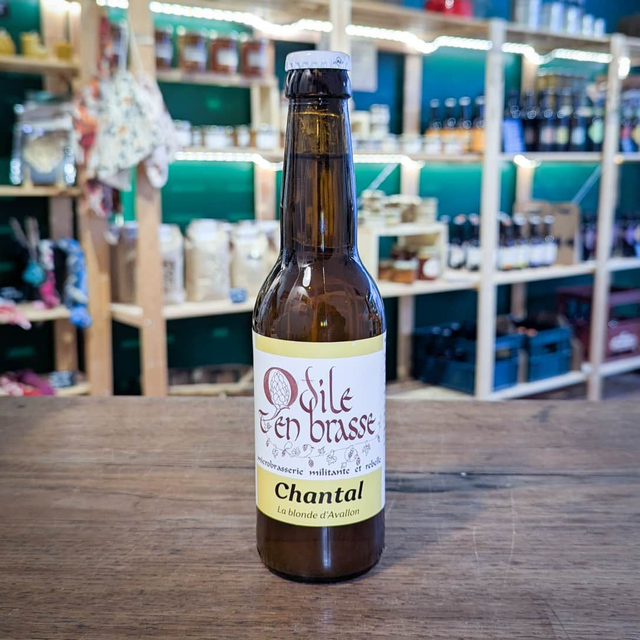 Odile
t'en brasse
microbrasserie militante et rebelle
Chantal
La blonde d'Avallon